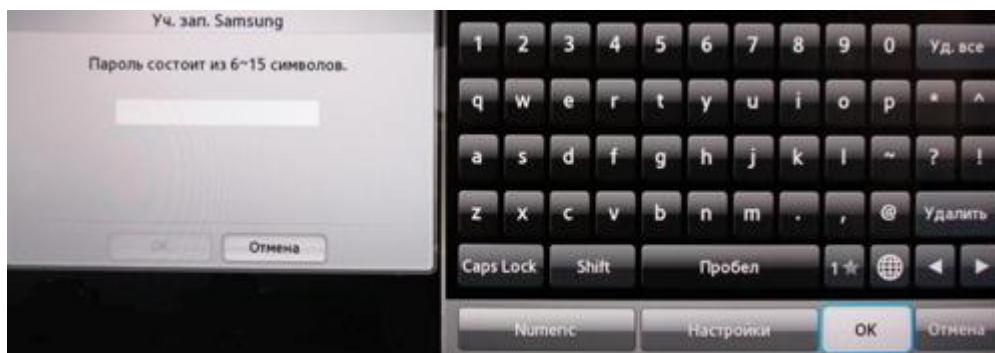 Уч. зап. Samsung
Пароль состоит из 6~15 символов.
OK
Отмена
1 2 3 4 5 6 7 8 9 0 Уд. все
q w e r t y u i o p * ^
a s d f g h j k l ~ ? !
z x c v b n m . , @ Удалить
Caps Lock Shift Пробел 1★ ◀ ▶
Numeric Настройки OK Отмена